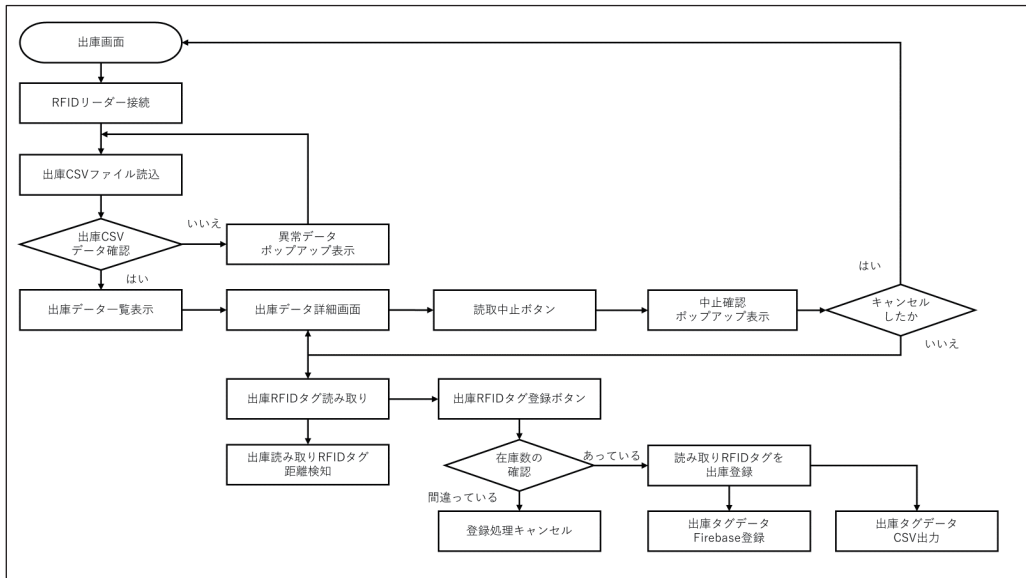 出庫画面
RFIDリーダー接続
出庫CSVファイル読込
出庫CSV
データ確認
いいえ
異常データ
ポップアップ表示
はい
出庫データ一覧表示
出庫データ詳細画面
読取中止ボタン
中止確認
ポップアップ表示
はい
キャンセル
したか
いいえ
出庫RFIDタグ読み取り
出庫RFIDタグ登録ボタン
出庫読み取りRFIDタグ
距離検知
在庫数の
確認
あっている
読み取りRFIDタグを
出庫登録
間違っている
登録処理キャンセル
出庫タグデータ
Firebase登録
出庫タグデータ
CSV出力